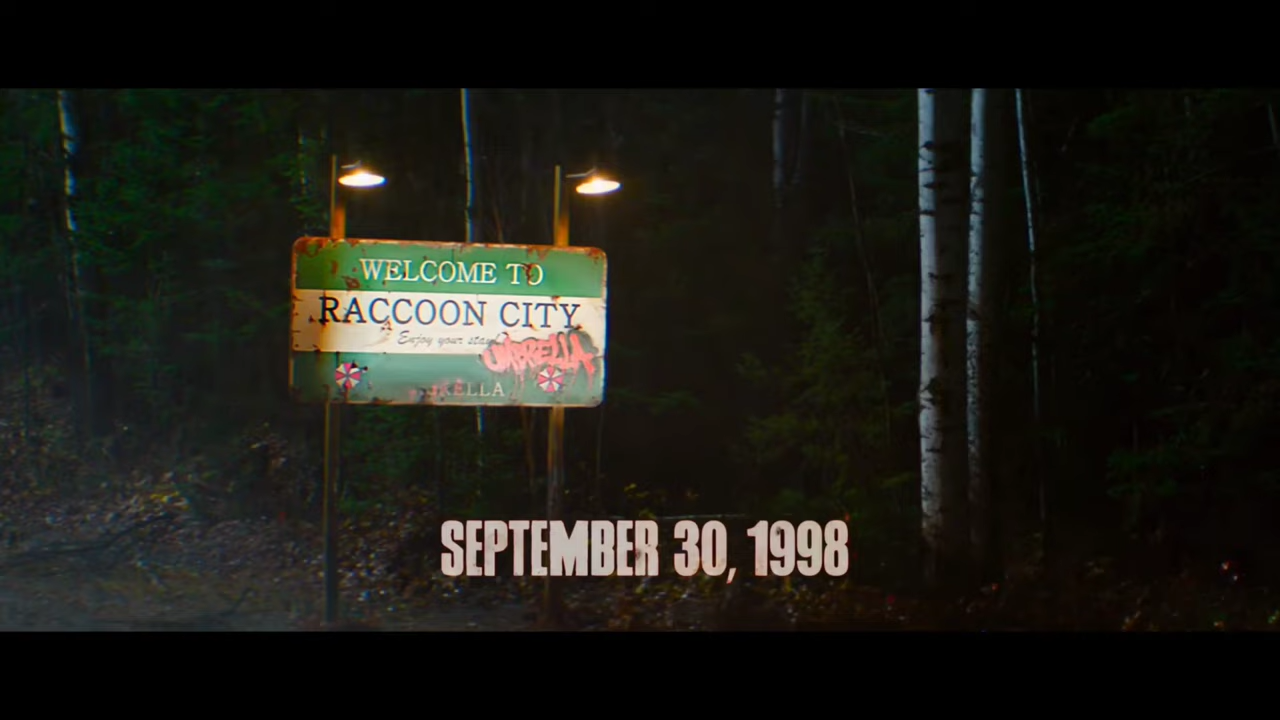 WELCOME TO
RACCOON CITY
Enjoy your stay
UMBRELLA
SEPTEMBER 30, 1998